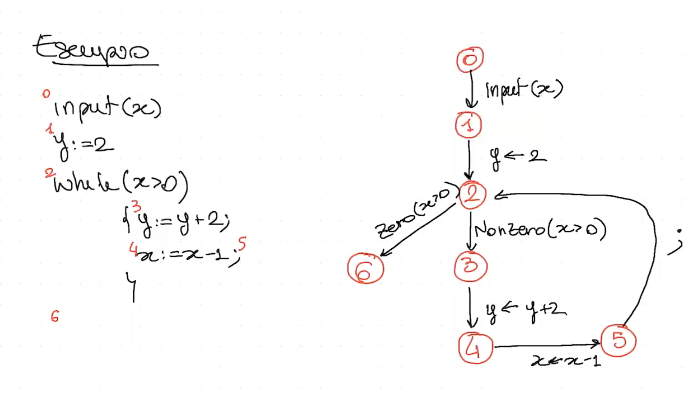 Esempio
0
input(x)
1 y:=2
2 while(x>0)
{ 3 y:=y+2;
4 x:=x-1; 5
}
6
0
input(x)
1
y ← 2
2
zero(x>0)
NonZero(x>0)
6
3
;
y ← y+2
4
5
x ← x-1